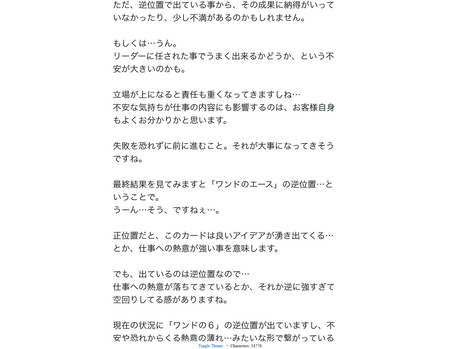 ただ、逆位置で出ている事から、その成果に納得がいって
いなかったり、少し不満があるのかもしれません。
もしくは…うん。
リーダーに任された事でうまく出来るかどうか、という不
安が大きいのかも。
立場が上になると責任も重くなってきますしね…
不安な気持ちが仕事の内容にも影響するのは、お客様自身
もよくお分かりかと思います。
失敗を恐れずに前に進むこと。それが大事になってきそう
ですね。
最終結果を見てみますと「ワンドのエース」の逆位置…と
いうことで。
うーん…そう、ですねぇ…。
正位置だと、このカードは良いアイデアが湧き出てくる…
とか、仕事への熱意が強い事を意味します。
でも、出ているのは逆位置なので…
仕事への熱意が落ちてきているとか、それか逆に強すぎて
空回りしてる感がありますね。
現在の状況に「ワンドの６」の逆位置が出ていますし、不
安や恐れからくる熱意の薄れ…みたいな形で繋がっている
Toggle Theme • Characters: 14776